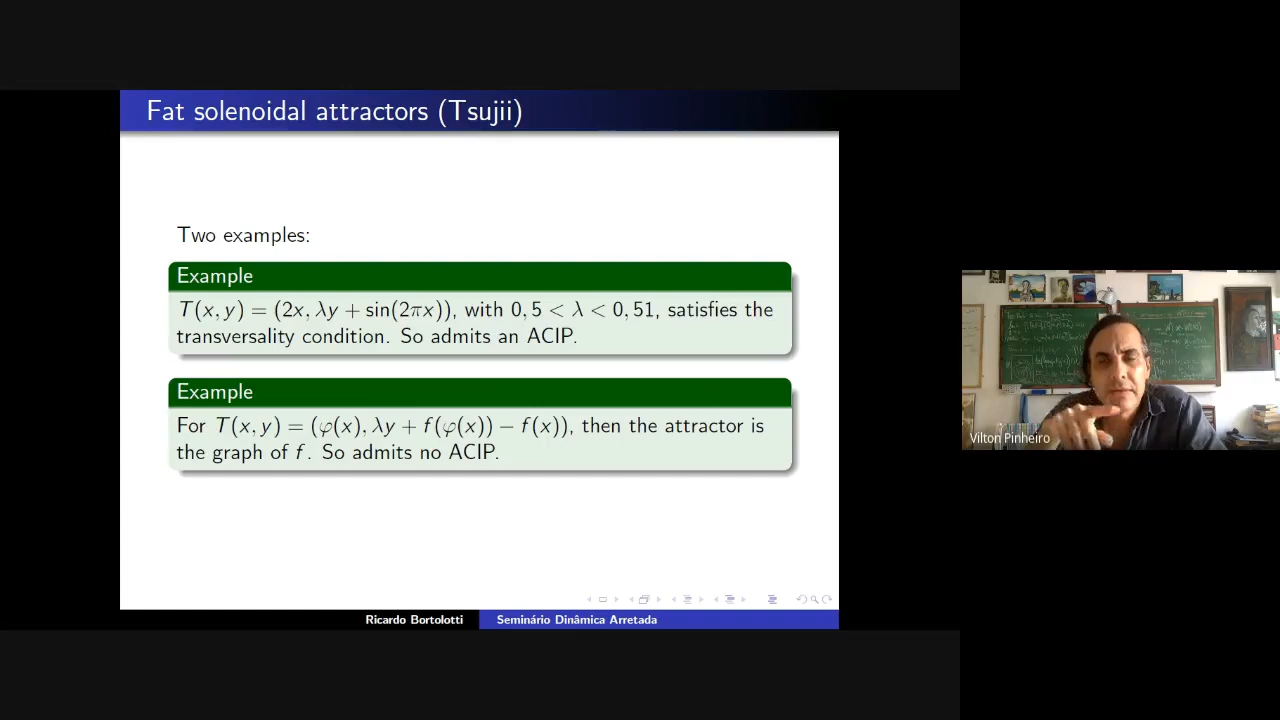 Fat solenoidal attractors (Tsujii)
Two examples:
Example
T(x, y) = (2x, λy + sin(2πx)), with 0, 5 < λ < 0, 51, satisfies the
transversality condition. So admits an ACIP.
Example
For T(x, y) = (φ(x), λy + f(φ(x)) − f(x)), then the attractor is
the graph of f. So admits no ACIP.
Ricardo Bortolotti
Seminário Dinâmica Arretada
Vilton Pinheiro